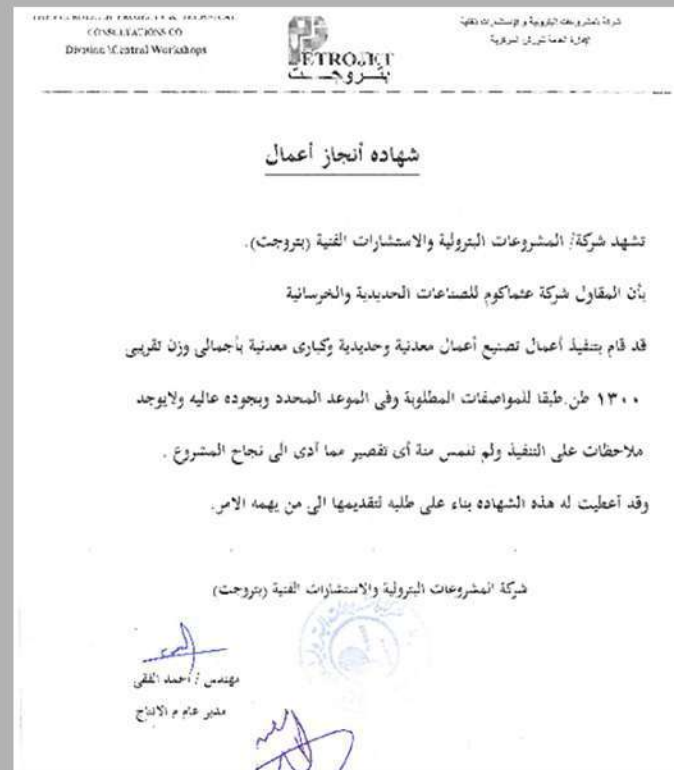 CONSULTATIONS CO
Division \Central Workshops
PETROJET
بتروجت
شهاده أنجاز أعمال
تشهد شركة/ المشروعات البترولية والاستشارات الفنية (بتروجت).
بأن المقاول شركة عثماكوم للصناعات الحديدية والخرسانية
قد قام بتنفيذ أعمال تصنيع أعمال معدنية وحديدية وكبارى معدنية بأجمالى وزن تقريبى
١٣٠٠ طن.طبقا للمواصفات المطلوبة وفى الموعد المحدد وبجوده عاليه ولايوجد
ملاحظات على التنفيذ ولم نلمس منة أى تقصير مما أدى الى نجاح المشروع .
وقد أعطيت له هذه الشهاده بناء على طلبه لتقديمها الى من يهمه الامر.
شركة المشروعات البترولية والاستشارات الفنية (بتروجت)
مهندس / أحمد الفقى
مدير عام م الانتاج